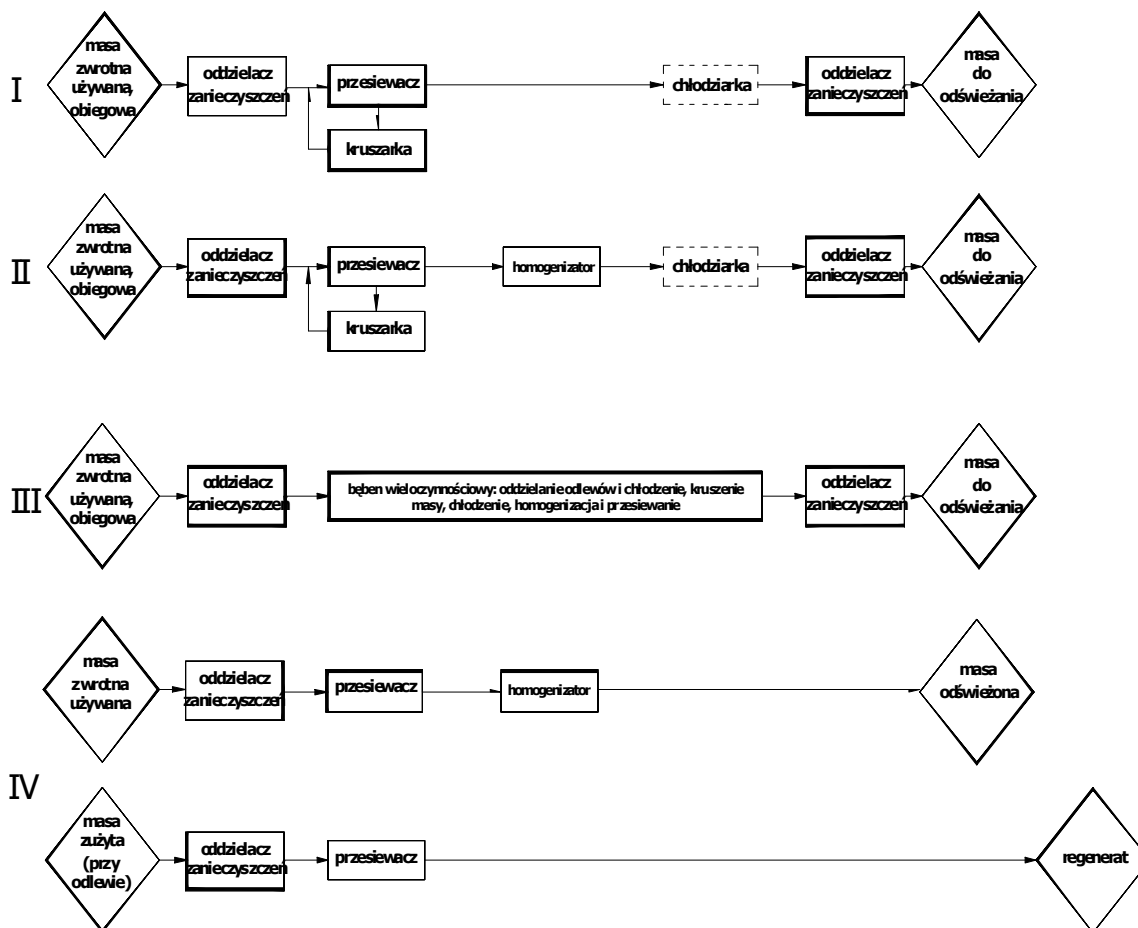 I
masa
zwrotna
używana,
obiegowa
oddzielacz
zanieczyszczeń
przesiewacz
kruszarka
chłodziarka
oddzielacz
zanieczyszczeń
masa
do
odświeżania
II
masa
zwrotna
używana,
obiegowa
oddzielacz
zanieczyszczeń
przesiewacz
kruszarka
homogenizator
chłodziarka
oddzielacz
zanieczyszczeń
masa
do
odświeżania
III
masa
zwrotna
używana,
obiegowa
oddzielacz
zanieczyszczeń
bęben wieloczynnościowy: oddzielanie odlewów i chłodzenie, kruszenie
masy, chłodzenie, homogenizacja i przesiewanie
oddzielacz
zanieczyszczeń
masa
do
odświeżania
IV
masa
zwrotna
używana
oddzielacz
zanieczyszczeń
przesiewacz
homogenizator
masa
odświeżona
masa
zużyta
(przy
odlewie)
oddzielacz
zanieczyszczeń
przesiewacz
regenerat